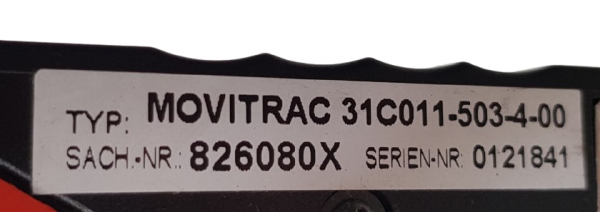 TYP: MOVITRAC 31C011-503-4-00
SACH.-NR.: 826080X SERIEN-NR: 0121841